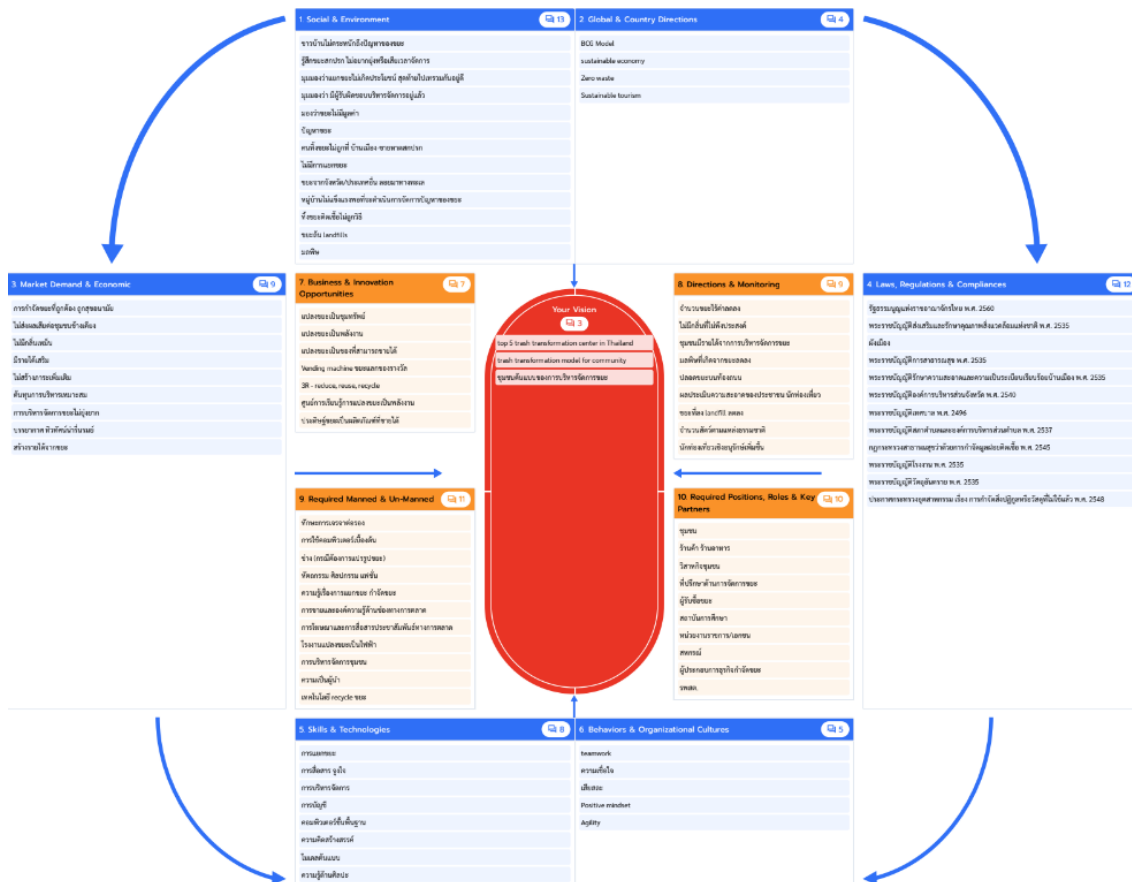 1. Social & Environment
13
ชาวบ้านไม่ตระหนักถึงปัญหาของขยะ
รู้สึกขยะสกปรก ไม่อยากยุ่งหรือเสียเวลาจัดการ
มุมมองว่าแยกขยะไม่เกิดประโยชน์ สุดท้ายไปเทรวมกันอยู่ดี
มุมมองว่า มีผู้รับผิดชอบบริหารจัดการอยู่แล้ว
มองว่าขยะไม่มีมูลค่า
ปัญหาขยะ
คนทิ้งขยะไม่ถูกที่ บ้านเมือง-ชายหาดสกปรก
ไม่มีการแยกขยะ
ขยะจากจังหวัด/ประเทศอื่น ลอยมาทางทะเล
หมู่บ้านไม่แข็งแรงพอที่จะดำเนินการจัดการปัญหาของขยะ
ทิ้งขยะติดเชื้อไม่ถูกวิธี
ขยะล้น landfills
มลพิษ
2. Global & Country Directions
4
BCG Model
sustainable economy
Zero waste
Sustainable tourism
3. Market Demand & Economic
9
การกำจัดขยะที่ถูกต้อง ถูกสุขอนามัย
ไม่ส่งผลเสียต่อชุมชนข้างเคียง
ไม่มีกลิ่นเหม็น
มีรายได้เสริม
ไม่สร้างภาระเพิ่มเติม
ต้นทุนการบริหารเหมาะสม
การบริหารจัดการขยะไม่ยุ่งยาก
บรรยากาศ ทิวทัศน์น่ารื่นรมย์
สร้างรายได้จากขยะ
7. Business & Innovation
Opportunities
7
แปลงขยะเป็นขุมทรัพย์
แปลงขยะเป็นพลังงาน
แปลงขยะเป็นของที่สามารถขายได้
Vending machine ขยะแลกของรางวัล
3R - reduce, reuse, recycle
ศูนย์การเรียนรู้การแปลงขยะเป็นพลังงาน
ประดิษฐ์ขยะเป็นผลิตภัณฑ์ที่ขายได้
Your Vision
3
top 5 trash transformation center in Thailand
trash transformation model for community
ชุมชนต้นแบบของการบริหารจัดการขยะ
8. Directions & Monitoring
9
จำนวนขยะไร้ค่าลดลง
ไม่มีกลิ่นที่ไม่พึงประสงค์
ชุมชนมีรายได้จากการบริหารจัดการขยะ
มลพิษที่เกิดจากขยะลดลง
ปลอดขยะบนท้องถนน
ผลประเมินความสะอาดของประชาชน นักท่องเที่ยว
ขยะที่ลง landfill ลดลง
จำนวนสัตว์ตามแหล่งธรรมชาติ
นักท่องเที่ยวเชิงอนุรักษ์เพิ่มขึ้น
4. Laws, Regulations & Compliances
12
รัฐธรรมนูญแห่งราชอาณาจักรไทย พ.ศ. 2560
พระราชบัญญัติส่งเสริมและรักษาคุณภาพสิ่งแวดล้อมแห่งชาติ พ.ศ. 2535
ผังเมือง
พระราชบัญญัติการสาธารณสุข พ.ศ. 2535
พระราชบัญญัติรักษาความสะอาดและความเป็นระเบียบเรียบร้อยบ้านเมือง พ.ศ. 2535
พระราชบัญญัติองค์การบริหารส่วนจังหวัด พ.ศ. 2540
พระราชบัญญัติเทศบาล พ.ศ. 2496
พระราชบัญญัติสภาตำบลและองค์การบริหารส่วนตำบล พ.ศ. 2537
กฎกระทรวงสาธารณสุขว่าด้วยการกำจัดมูลฝอยติดเชื้อ พ.ศ. 2545
พระราชบัญญัติโรงงาน พ.ศ. 2535
พระราชบัญญัติวัตถุอันตราย พ.ศ. 2535
ประกาศกระทรวงอุตสาหกรรม เรื่อง การกำจัดสิ่งปฏิกูลหรือวัสดุที่ไม่ใช้แล้ว พ.ศ. 2548
9. Required Manned & Un-Manned
11
ทักษะการเจรจาต่อรอง
การใช้คอมพิวเตอร์เบื้องต้น
ช่าง (กรณีต้องการแปรรูปขยะ)
หัตถกรรม ศิลปกรรม แฟชั่น
ความรู้เรื่องการแยกขยะ กำจัดขยะ
การขายและองค์ความรู้ด้านช่องทางการตลาด
การโฆษณาและการสื่อสารประชาสัมพันธ์ทางการตลาด
โรงงานแปลงขยะเป็นไฟฟ้า
การบริหารจัดการชุมชน
ความเป็นผู้นำ
เทคโนโลยี recycle ขยะ
10. Required Positions, Roles & Key
Partners
10
ชุมชน
ร้านค้า ร้านอาหาร
วิสาหกิจชุมชน
ที่ปรึกษาด้านการจัดการขยะ
ผู้รับซื้อขยะ
สถาบันการศึกษา
หน่วยงานราชการ/เอกชน
สหกรณ์
ผู้ประกอบการธุรกิจกำจัดขยะ
รพสต.
5. Skills & Technologies
8
การแยกขยะ
การสื่อสาร จูงใจ
การบริหารจัดการ
การบัญชี
คอมพิวเตอร์ขั้นพื้นฐาน
ความคิดสร้างสรรค์
โมเดลต้นแบบ
ความรู้ด้านศิลปะ
6. Behaviors & Organizational Cultures
5
teamwork
ความเชื่อใจ
เสียสละ
Positive mindset
Agility